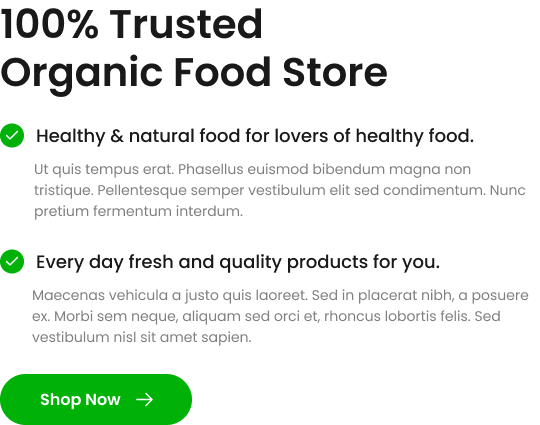 100% Trusted
Organic Food Store
Healthy & natural food for lovers of healthy food.
Ut quis tempus erat. Phasellus euismod bibendum magna non
tristique. Pellentesque semper vestibulum elit sed condimentum. Nunc
pretium fermentum interdum.
Every day fresh and quality products for you.
Maecenas vehicula a justo quis laoreet. Sed in placerat nibh, a posuere
ex. Morbi sem neque, aliquam sed orci et, rhoncus lobortis felis. Sed
vestibulum nisl sit amet sapien.
Shop Now